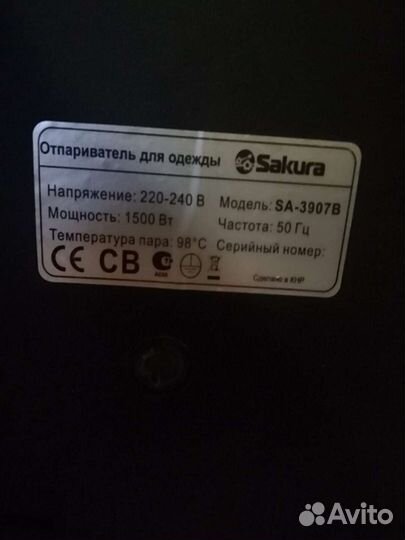 Отпариватель для одежды Sakura
Напряжение: 220-240 В Модель: SA-3907B
Мощность: 1500 Вт Частота: 50 Гц
Температура пара: 98°C Серийный номер:
CE CB
Сделано в КНР
Avito